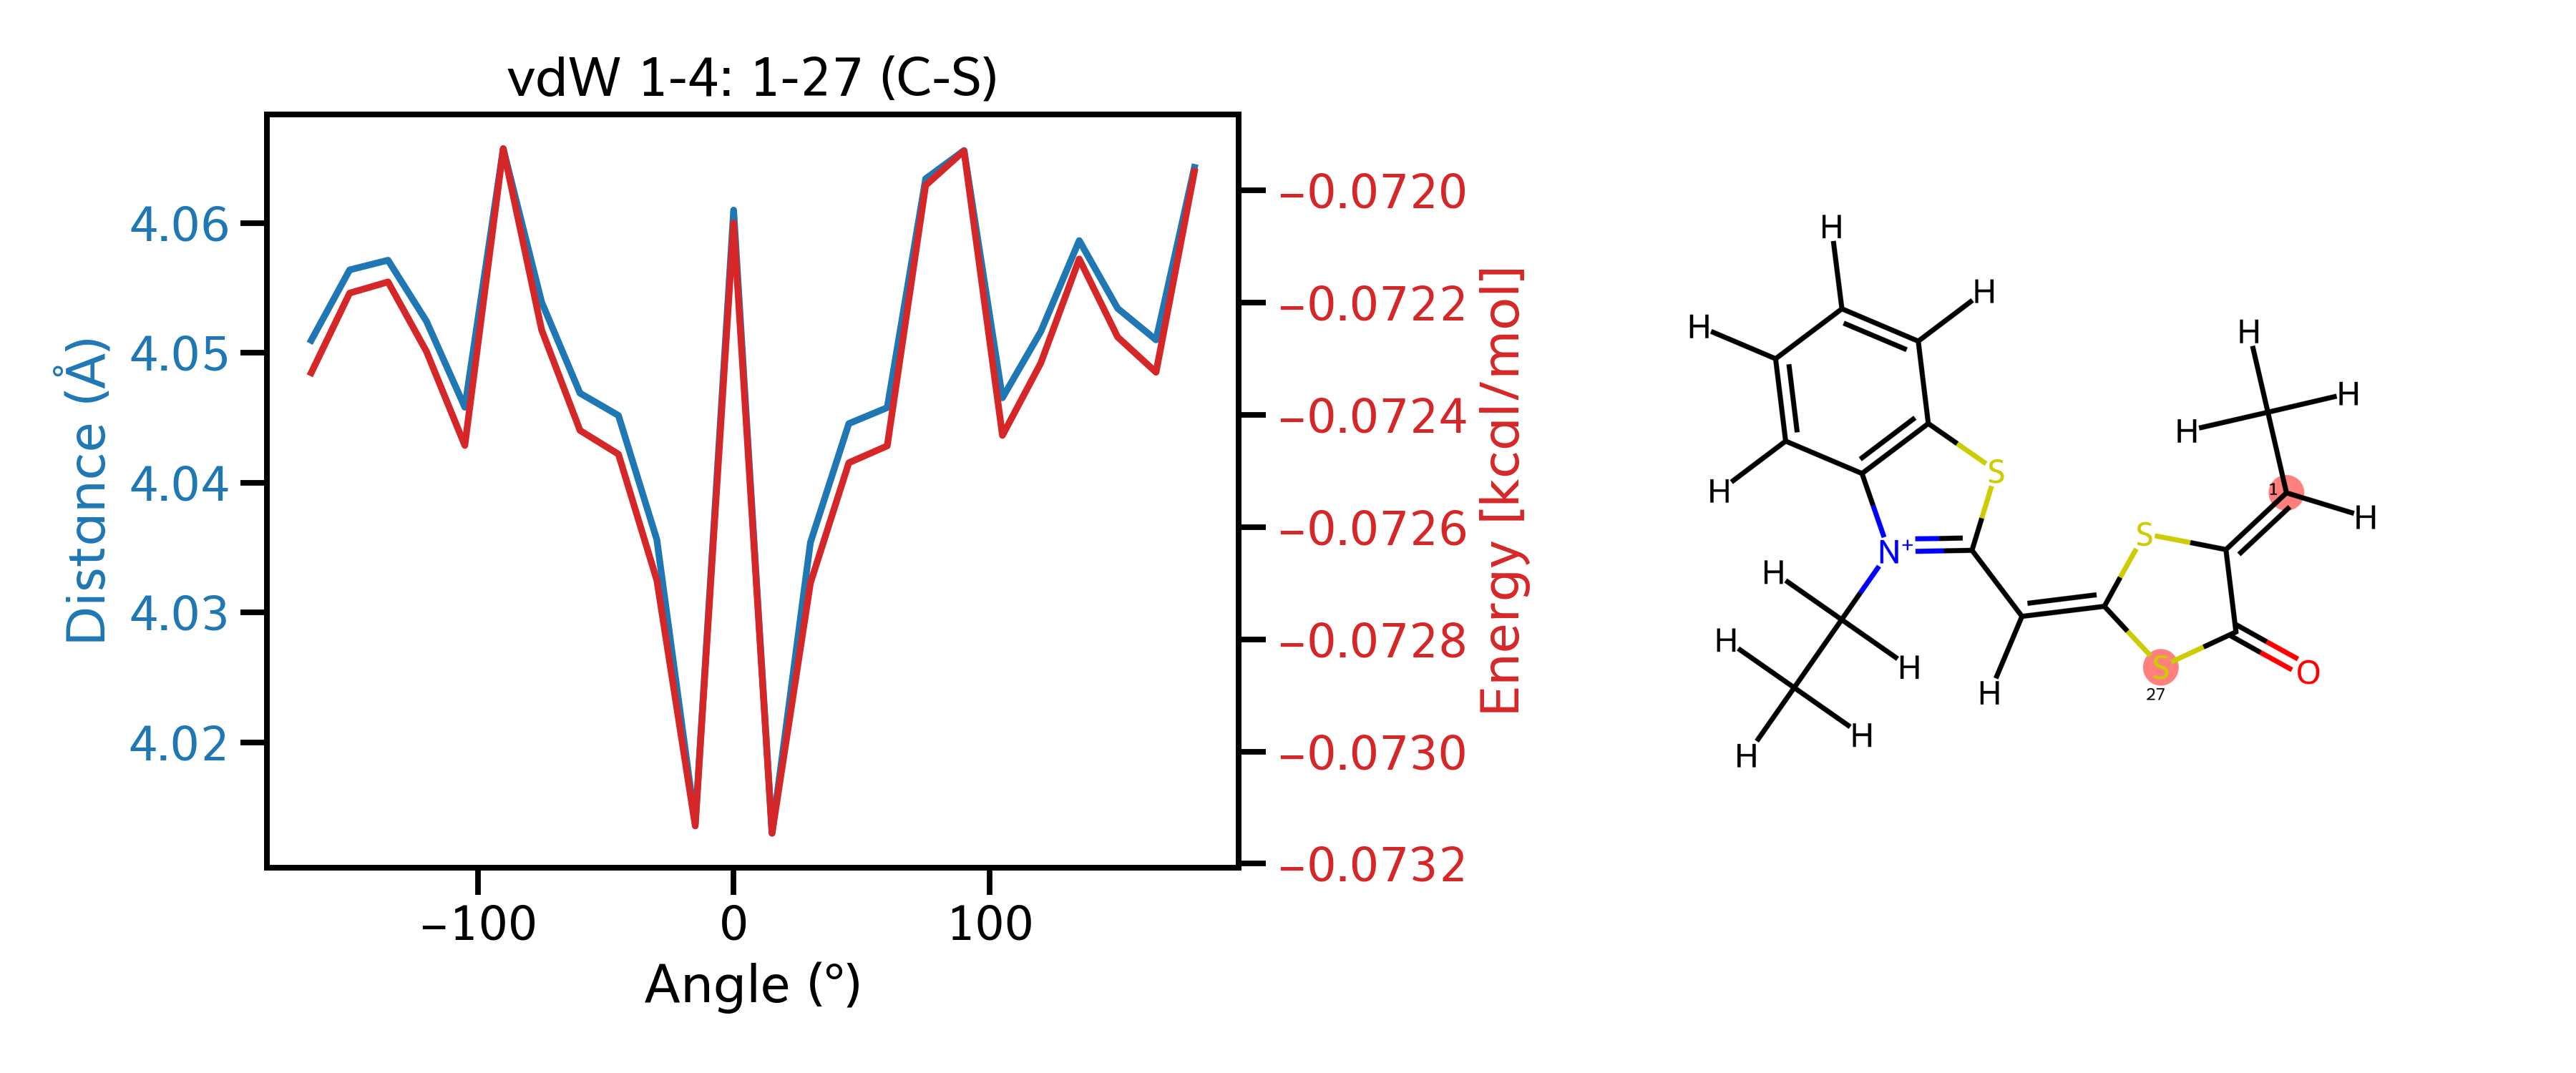 vdW 1-4: 1-27 (C-S)
Distance (Å)
4.06
4.05
4.04
4.03
4.02
−0.0720
−0.0722
−0.0724
−0.0726
−0.0728
−0.0730
−0.0732
Energy [kcal/mol]
−100 0 100
Angle (°)
H
H
H
H
H
H
H
S
1
H
H
S
N+
H
H
H
S
O
H
27
H
H